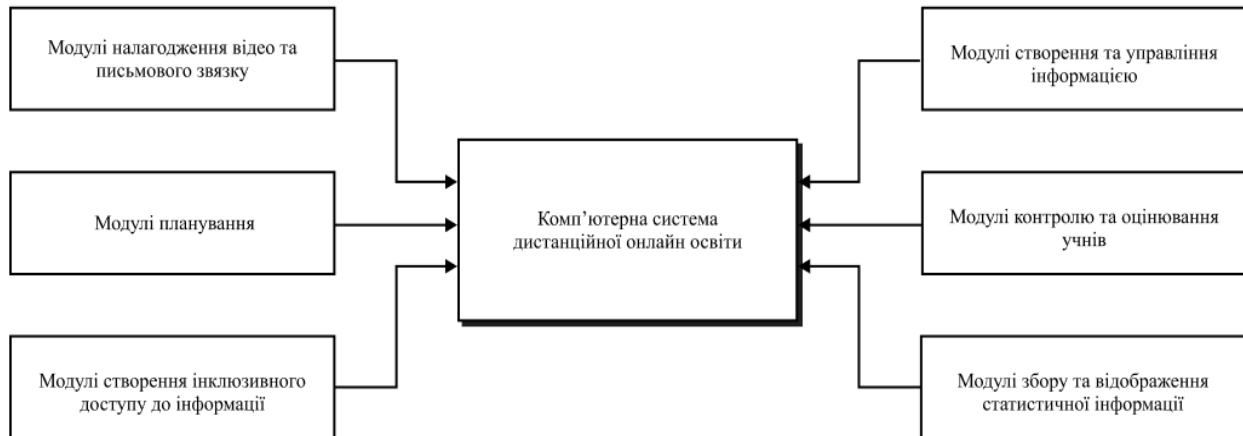 Модулі налагодження відео та
письмового звязку
Модулі планування
Модулі створення інклюзивного
доступу до інформації
Комп’ютерна система
дистанційної онлайн освіти
Модулі створення та управління
інформацією
Модулі контролю та оцінювання
учнів
Модулі збору та відображення
статистичної інформації